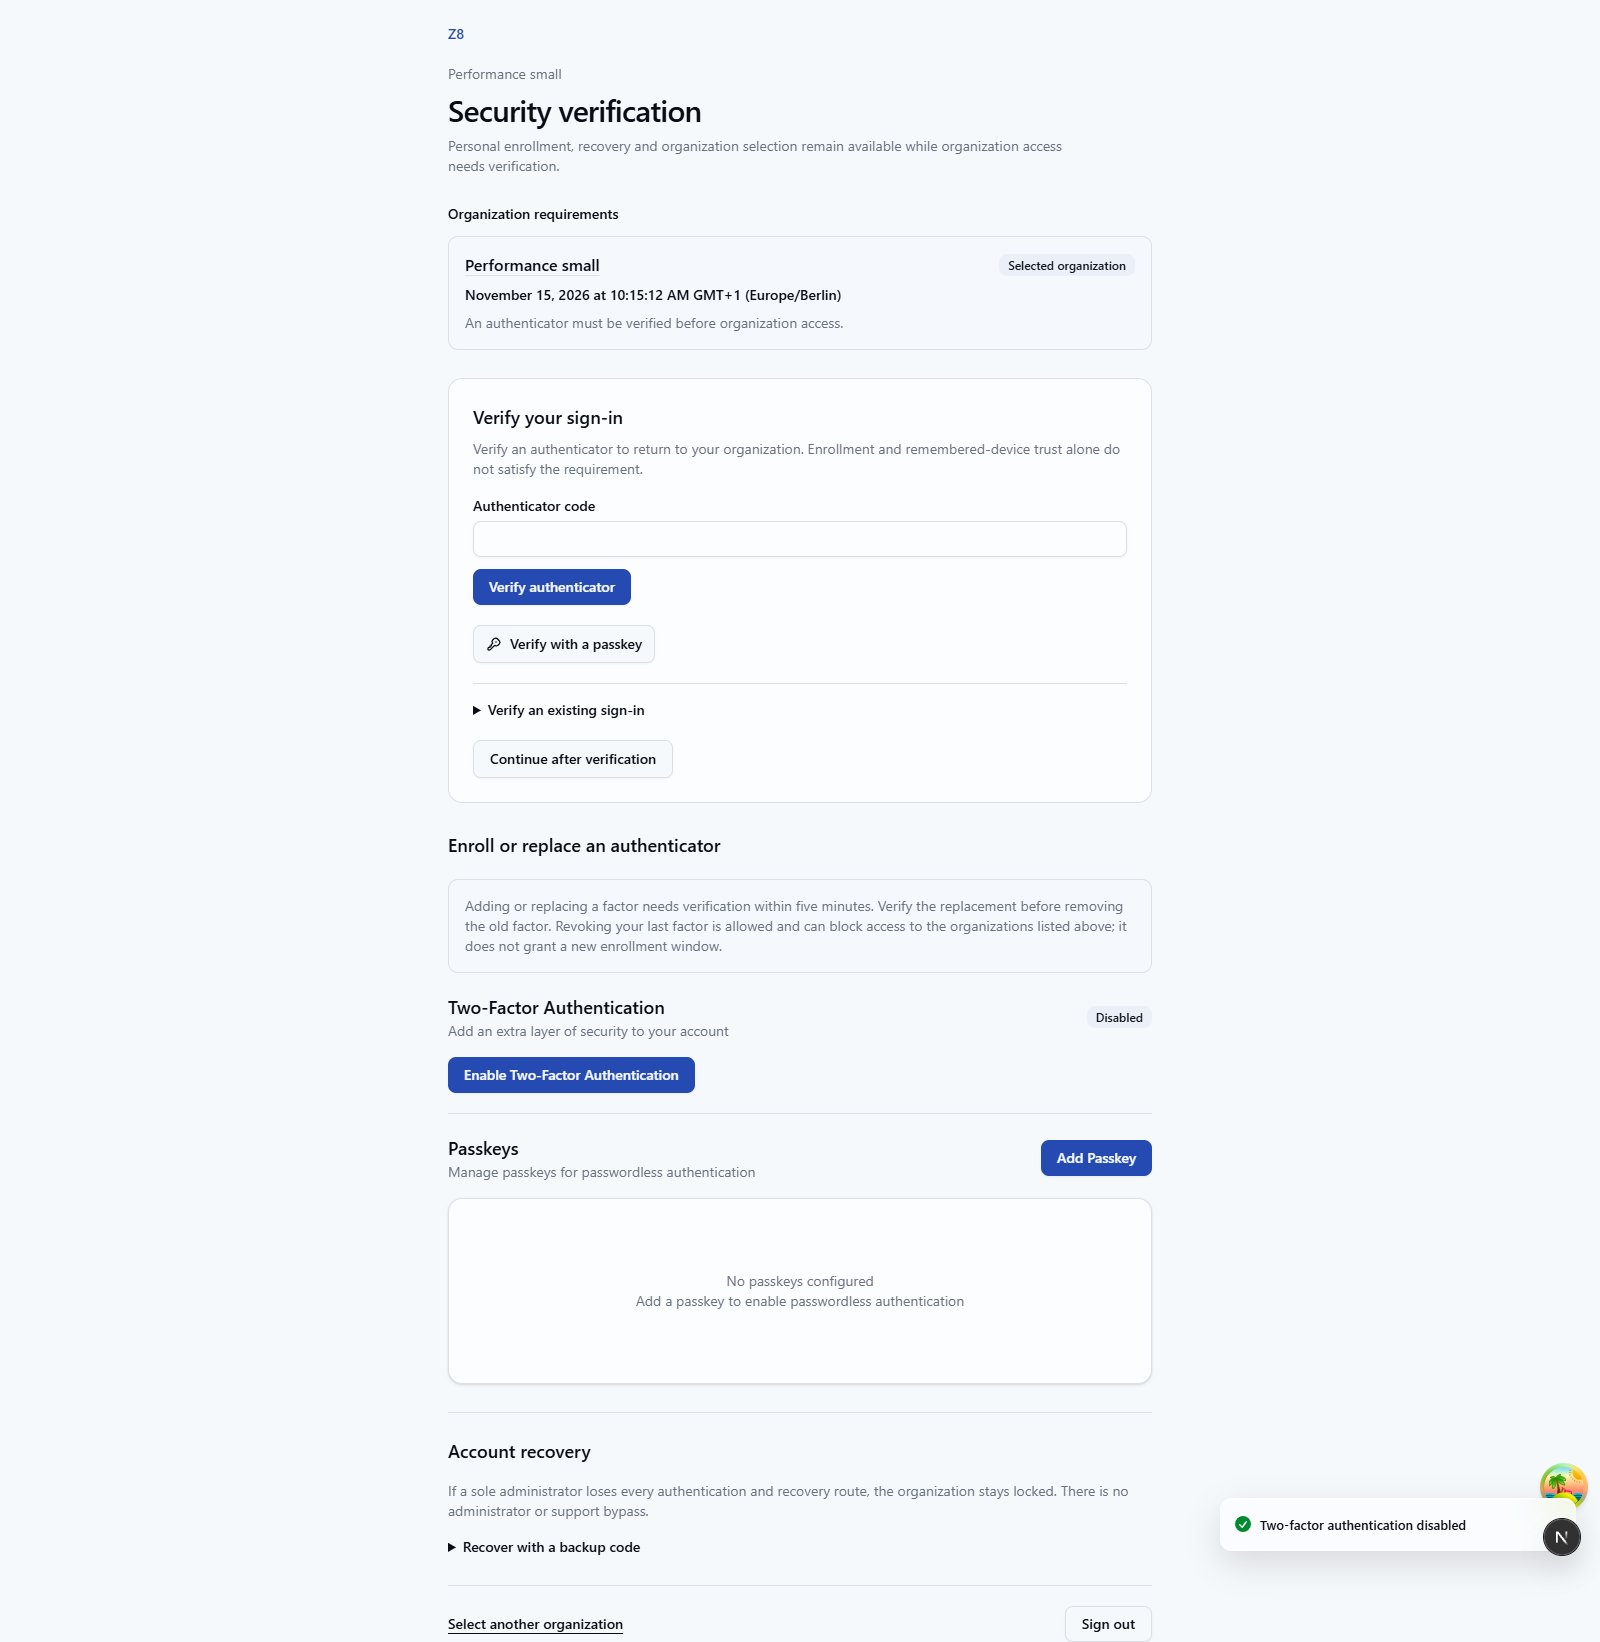 Z8
Performance small
Security verification
Personal enrollment, recovery and organization selection remain available while organization access
needs verification.
Organization requirements
Performance small
Selected organization
November 15, 2026 at 10:15:12 AM GMT+1 (Europe/Berlin)
An authenticator must be verified before organization access.
Verify your sign-in
Verify an authenticator to return to your organization. Enrollment and remembered-device trust alone do
not satisfy the requirement.
Authenticator code
Verify authenticator
Verify with a passkey
Verify an existing sign-in
Continue after verification
Enroll or replace an authenticator
Adding or replacing a factor needs verification within five minutes. Verify the replacement before removing
the old factor. Revoking your last factor is allowed and can block access to the organizations listed above; it
does not grant a new enrollment window.
Two-Factor Authentication
Disabled
Add an extra layer of security to your account
Enable Two-Factor Authentication
Passkeys
Add Passkey
Manage passkeys for passwordless authentication
No passkeys configured
Add a passkey to enable passwordless authentication
Account recovery
If a sole administrator loses every authentication and recovery route, the organization stays locked. There is no
administrator or support bypass.
Two-factor authentication disabled
N
Recover with a backup code
Select another organization
Sign out